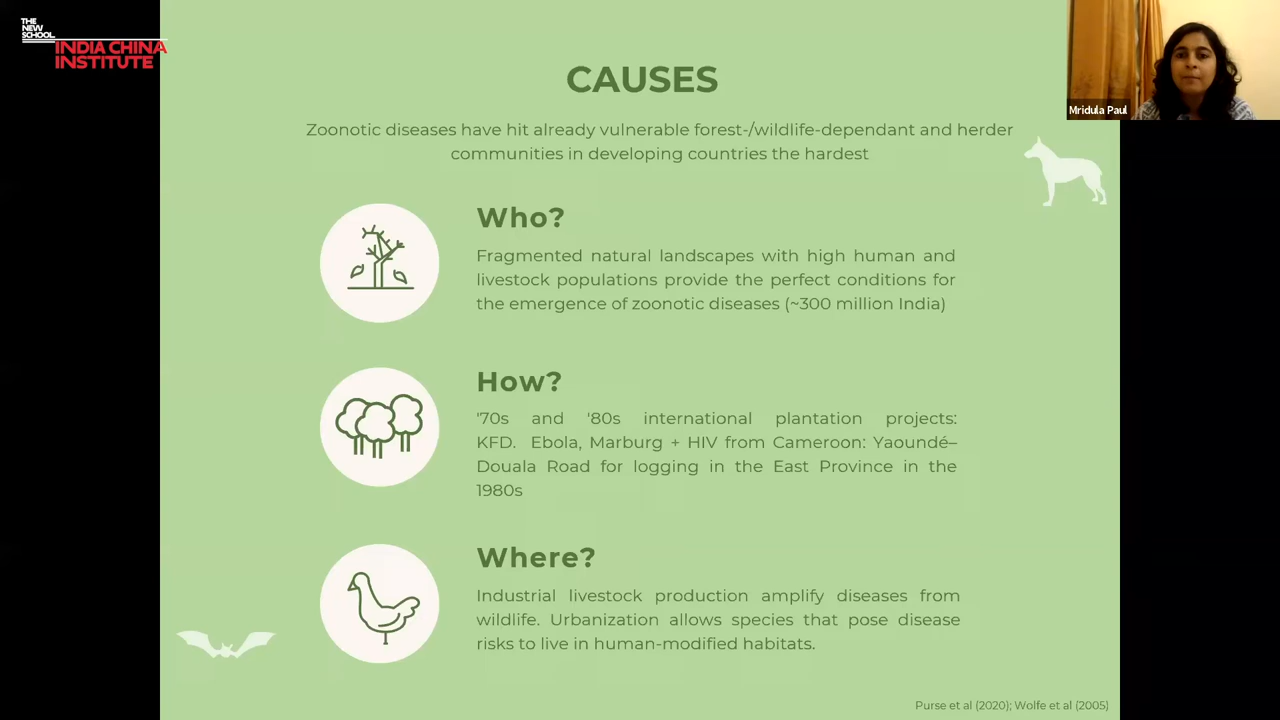 THE
NEW
SCHOOL
INDIA CHINA
INSTITUTE
Mridula Paul
CAUSES
Zoonotic diseases have hit already vulnerable forest-/wildlife-dependant and herder
communities in developing countries the hardest
Who?
Fragmented natural landscapes with high human and
livestock populations provide the perfect conditions for
the emergence of zoonotic diseases (~300 million India)
How?
'70s and '80s international plantation projects:
KFD. Ebola, Marburg + HIV from Cameroon: Yaoundé–
Douala Road for logging in the East Province in the
1980s
Where?
Industrial livestock production amplify diseases from
wildlife. Urbanization allows species that pose disease
risks to live in human-modified habitats.
Purse et al (2020); Wolfe et al (2005)